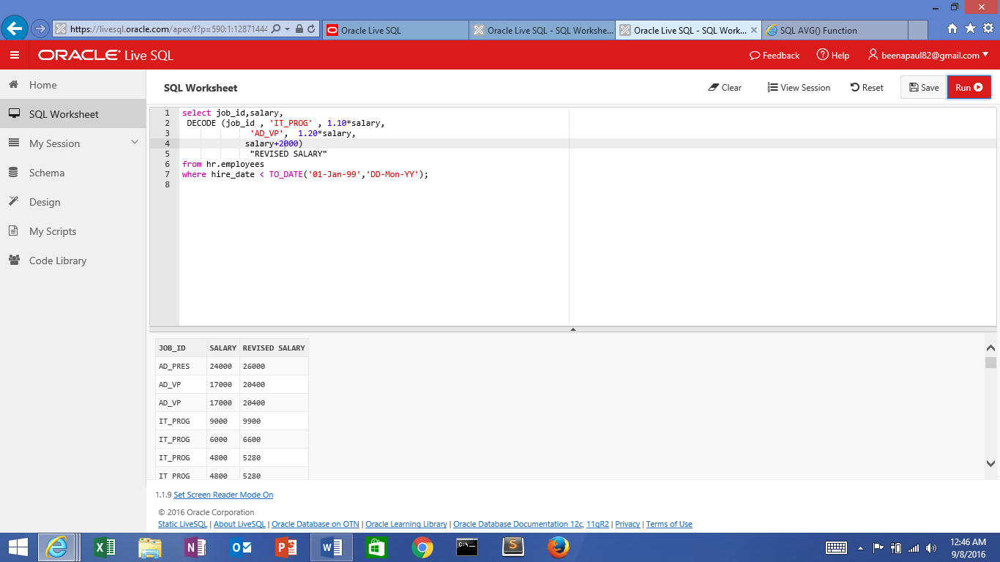 https://livesql.oracle.com/apex/f?p=590:1:12871444
Oracle Live SQL
Oracle Live SQL - SQL Workshe...
Oracle Live SQL - SQL Work...
SQL AVG() Function
ORACLE Live SQL
Feedback
Help
beenapaul82@gmail.com
Home
SQL Worksheet
My Session
Schema
Design
My Scripts
Code Library
SQL Worksheet
Clear
View Session
Reset
Save
Run
1 select job_id,salary,
2 DECODE (job_id , 'IT_PROG' , 1.10*salary,
3 'AD_VP', 1.20*salary,
4 salary+2000)
5 "REVISED SALARY"
6 from hr.employees
7 where hire_date < TO_DATE('01-Jan-99','DD-Mon-YY');
8
JOB_ID SALARY REVISED SALARY
AD_PRES 24000 26000
AD_VP 17000 20400
AD_VP 17000 20400
IT_PROG 9000 9900
IT_PROG 6000 6600
IT_PROG 4800 5280
IT_PROG 4800 5280
1.1.9 Set Screen Reader Mode On
© 2016 Oracle Corporation
Static LiveSQL | About LiveSQL | Oracle Database on OTN | Oracle Learning Library | Oracle Database Documentation 12c, 11gR2 | Privacy | Terms of Use
12:46 AM
9/8/2016